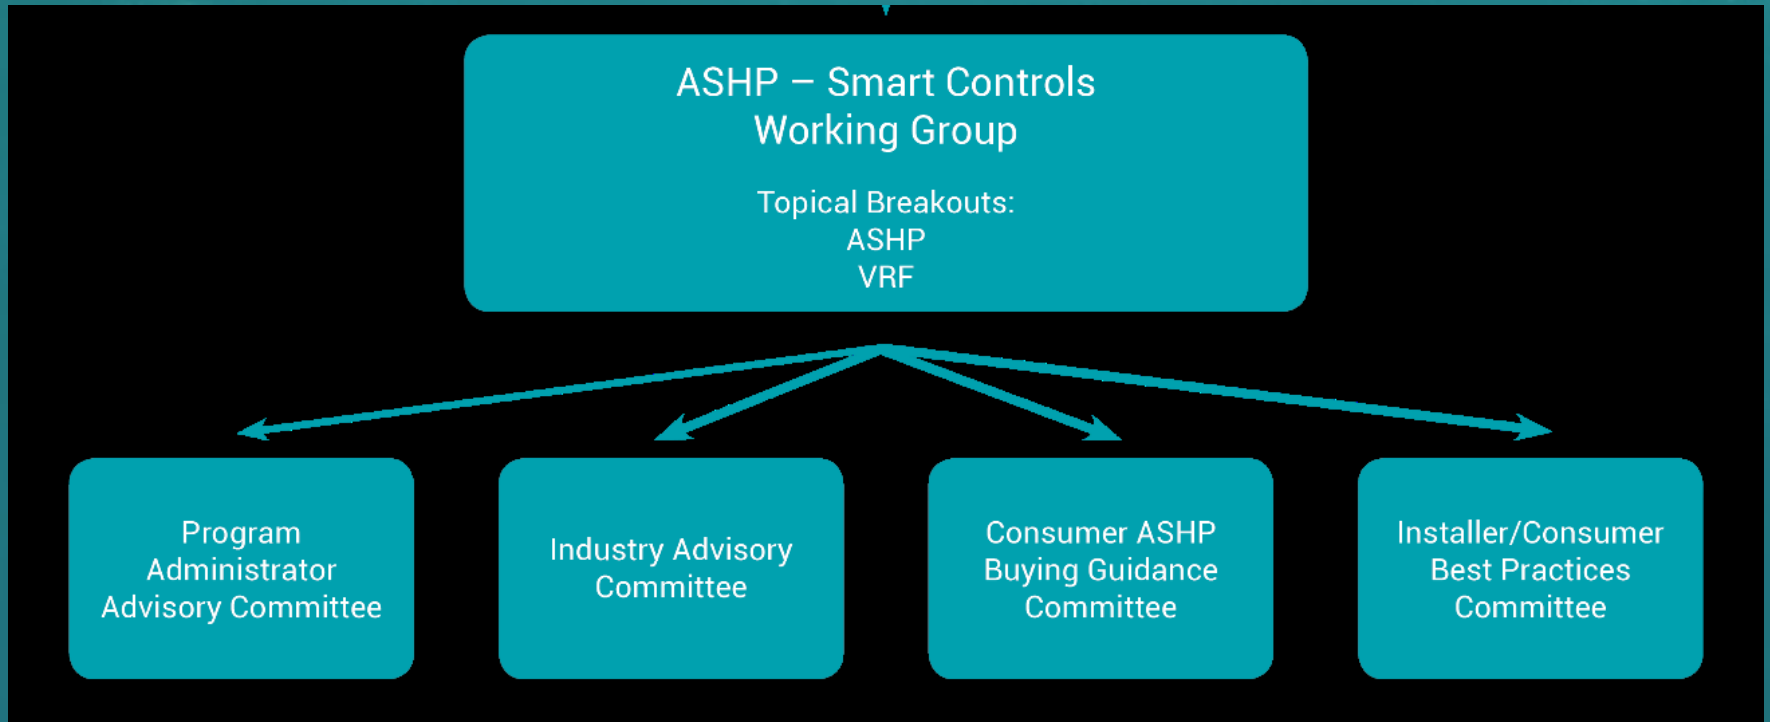 ASHP – Smart Controls
Working Group
Topical Breakouts:
ASHP
VRF
Program
Administrator
Advisory Committee
Industry Advisory
Committee
Consumer ASHP
Buying Guidance
Committee
Installer/Consumer
Best Practices
Committee